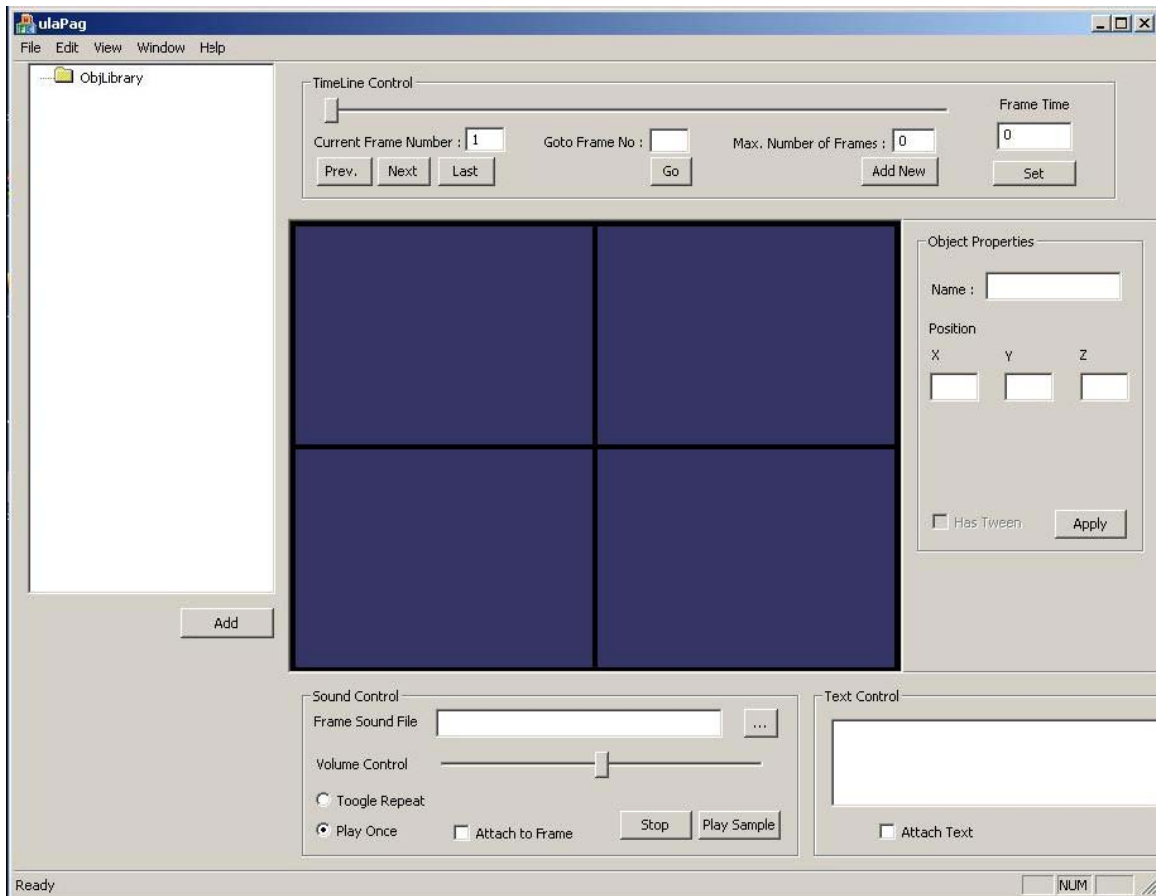 ulaPag
File Edit View Window Help
ObjLibrary
TimeLine Control
Frame Time
Current Frame Number : 1 Goto Frame No : Max. Number of Frames : 0 0
Prev. Next Last Go Add New Set
Object Properties
Name :
Position
X Y Z
Has Tween Apply
Add
Sound Control
Frame Sound File ...
Volume Control
Toogle Repeat
Play Once Attach to Frame Stop Play Sample
Text Control
Attach Text
Ready NUM